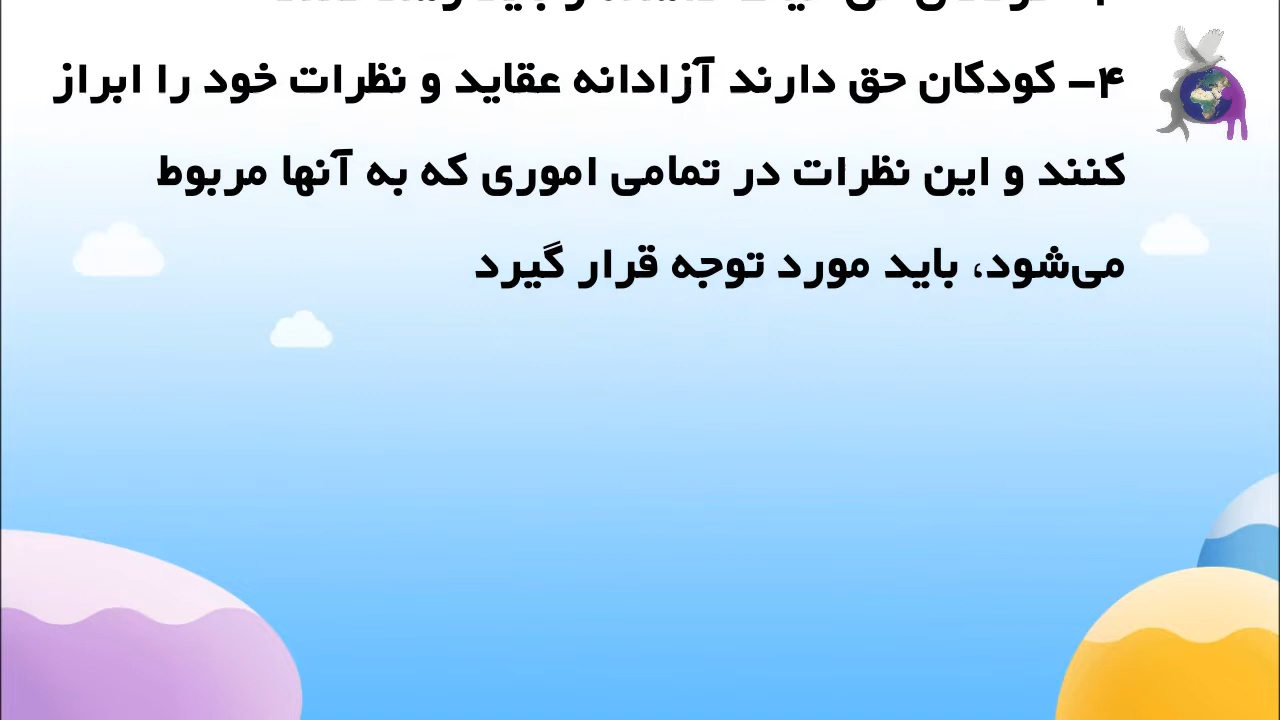 ۴- کودکان حق دارند آزادانه عقاید و نظرات خود را ابراز
کنند و این نظرات در تمامی اموری که به آنها مربوط
می‌شود، باید مورد توجه قرار گیرد